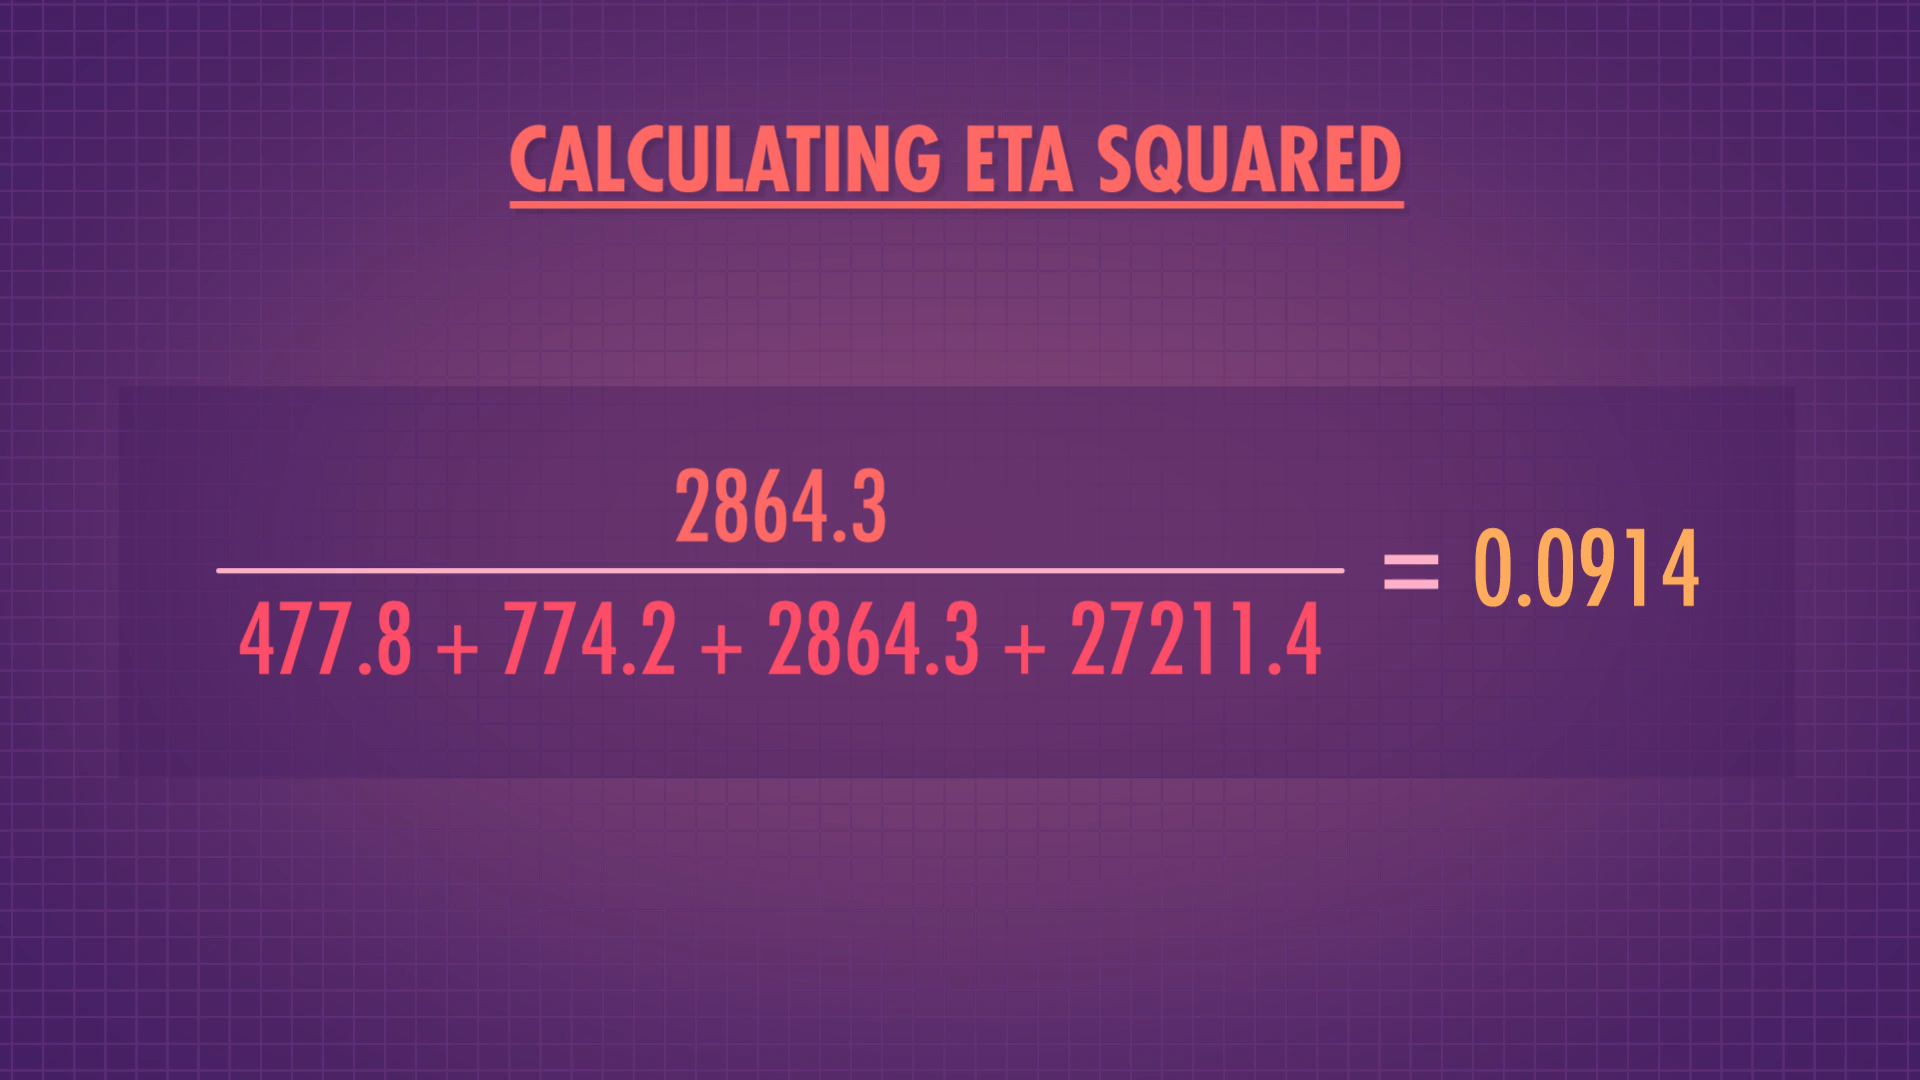 CALCULATING ETA SQUARED
2864.3
477.8 + 774.2 + 2864.3 + 27211.4
= 0.0914